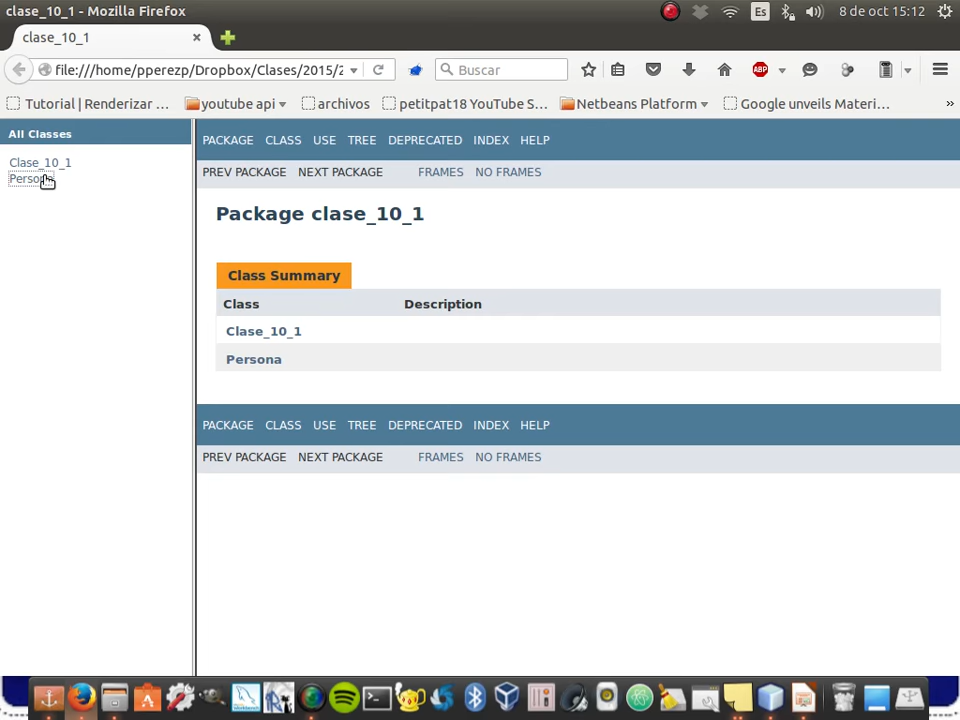 clase_10_1 - Mozilla Firefox
Es
8 de oct 15:12
clase_10_1
file:///home/pperezp/Dropbox/Clases/2015/2
Buscar
ABP
Tutorial | Renderizar ...
youtube api
archivos
petitpat18 YouTube S...
Netbeans Platform
Google unveils Materi...
»
All Classes
Clase_10_1
PACKAGE CLASS USE TREE DEPRECATED INDEX HELP
PREV PACKAGE NEXT PACKAGE FRAMES NO FRAMES
Package clase_10_1
Class Summary
Class Description
Clase_10_1
Persona
PACKAGE CLASS USE TREE DEPRECATED INDEX HELP
PREV PACKAGE NEXT PACKAGE FRAMES NO FRAMES